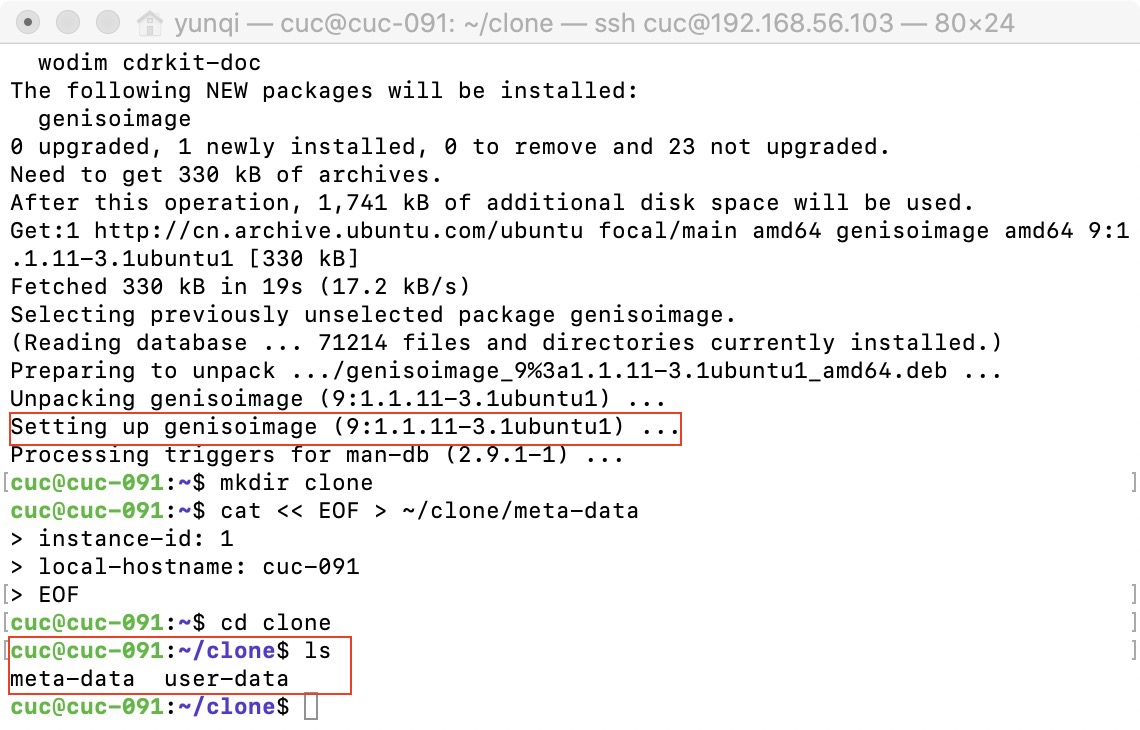 yunqi — cuc@cuc-091: ~/clone — ssh cuc@192.168.56.103 — 80×24
  wodim cdrkit-doc
The following NEW packages will be installed:
  genisoimage
0 upgraded, 1 newly installed, 0 to remove and 23 not upgraded.
Need to get 330 kB of archives.
After this operation, 1,741 kB of additional disk space will be used.
Get:1 http://cn.archive.ubuntu.com/ubuntu focal/main amd64 genisoimage amd64 9:1
.1.11-3.1ubuntu1 [330 kB]
Fetched 330 kB in 19s (17.2 kB/s)
Selecting previously unselected package genisoimage.
(Reading database ... 71214 files and directories currently installed.)
Preparing to unpack .../genisoimage_9%3a1.1.11-3.1ubuntu1_amd64.deb ...
Unpacking genisoimage (9:1.1.11-3.1ubuntu1) ...
Setting up genisoimage (9:1.1.11-3.1ubuntu1) ...
Processing triggers for man-db (2.9.1-1) ...
[cuc@cuc-091:~$ mkdir clone ]
cuc@cuc-091:~$ cat << EOF > ~/clone/meta-data
> instance-id: 1
> local-hostname: cuc-091
[> EOF ]
[cuc@cuc-091:~$ cd clone ]
[cuc@cuc-091:~/clone$ ls ]
meta-data  user-data
cuc@cuc-091:~/clone$